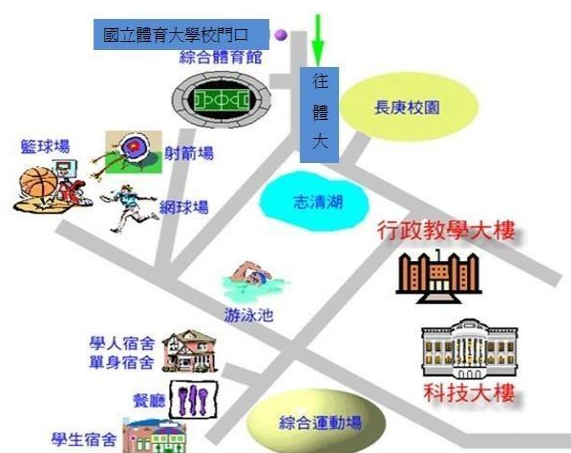 國立體育大學校門口
綜合體育館
往
體
大
長庚校園
籃球場
射箭場
網球場
志清湖
行政教學大樓
游泳池
學人宿舍
單身宿舍
科技大樓
餐廳
綜合運動場
學生宿舍